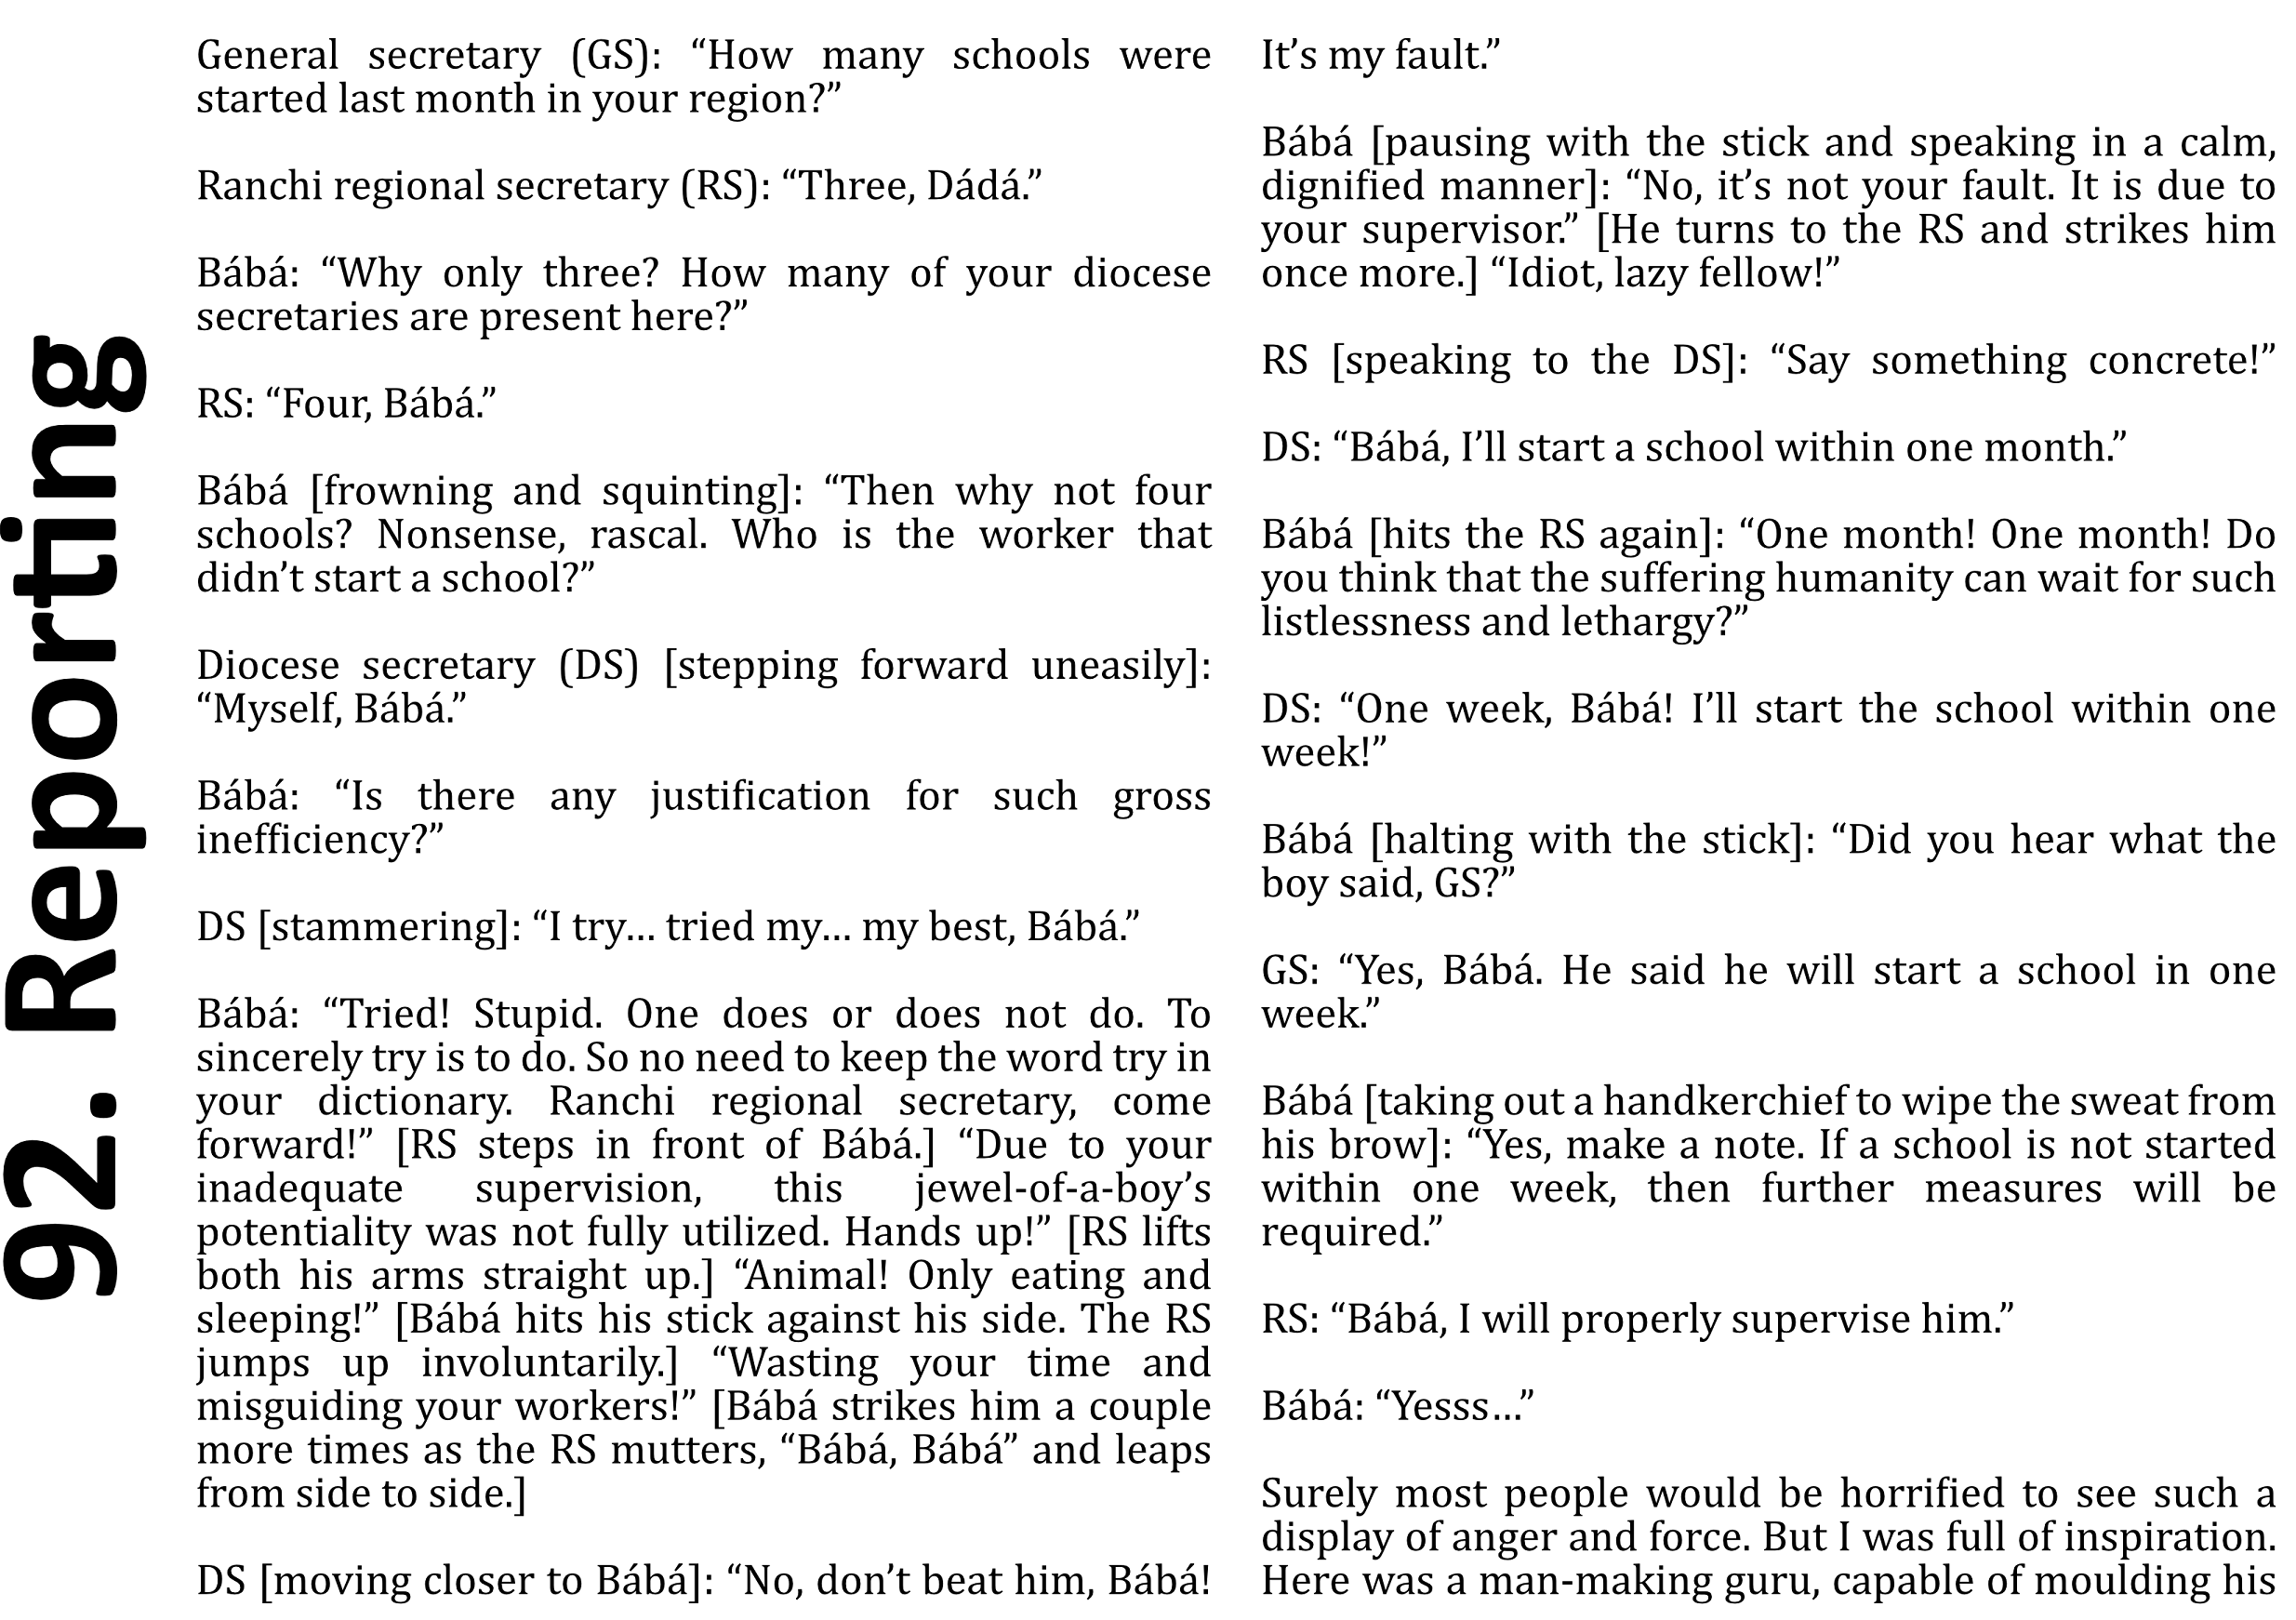 92. Reporting
General secretary (GS): “How many schools were
started last month in your region?”
Ranchi regional secretary (RS): “Three, Dádá.”
Bábá: “Why only three? How many of your diocese
secretaries are present here?”
RS: “Four, Bábá.”
Bábá [frowning and squinting]: “Then why not four
schools? Nonsense, rascal. Who is the worker that
didn’t start a school?”
Diocese secretary (DS) [stepping forward uneasily]:
“Myself, Bábá.”
Bábá: “Is there any justification for such gross
inefficiency?”
DS [stammering]: “I try… tried my… my best, Bábá.”
Bábá: “Tried! Stupid. One does or does not do. To
sincerely try is to do. So no need to keep the word try in
your dictionary. Ranchi regional secretary, come
forward!” [RS steps in front of Bábá.] “Due to your
inadequate supervision, this jewel-of-a-boy’s
potentiality was not fully utilized. Hands up!” [RS lifts
both his arms straight up.] “Animal! Only eating and
sleeping!” [Bábá hits his stick against his side. The RS
jumps up involuntarily.] “Wasting your time and
misguiding your workers!” [Bábá strikes him a couple
more times as the RS mutters, “Bábá, Bábá” and leaps
from side to side.]
DS [moving closer to Bábá]: “No, don’t beat him, Bábá!
It’s my fault.”
Bábá [pausing with the stick and speaking in a calm,
dignified manner]: “No, it’s not your fault. It is due to
your supervisor.” [He turns to the RS and strikes him
once more.] “Idiot, lazy fellow!”
RS [speaking to the DS]: “Say something concrete!”
DS: “Bábá, I’ll start a school within one month.”
Bábá [hits the RS again]: “One month! One month! Do
you think that the suffering humanity can wait for such
listlessness and lethargy?”
DS: “One week, Bábá! I’ll start the school within one
week!”
Bábá [halting with the stick]: “Did you hear what the
boy said, GS?”
GS: “Yes, Bábá. He said he will start a school in one
week.”
Bábá [taking out a handkerchief to wipe the sweat from
his brow]: “Yes, make a note. If a school is not started
within one week, then further measures will be
required.”
RS: “Bábá, I will properly supervise him.”
Bábá: “Yesss…”
Surely most people would be horrified to see such a
display of anger and force. But I was full of inspiration.
Here was a man-making guru, capable of moulding his